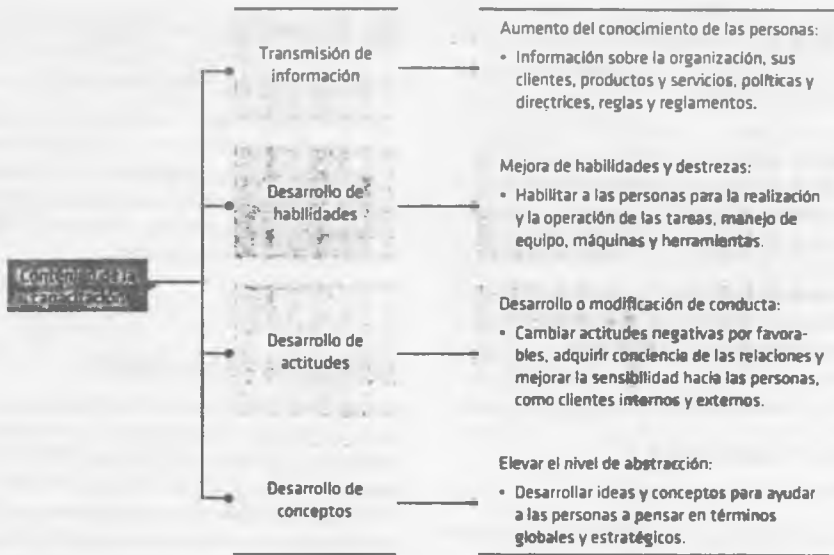 Transmisión de
información
Aumento del conocimiento de las personas:
• Información sobre la organización, sus
clientes, productos y servicios, políticas y
directrices, reglas y reglamentos.
Desarrollo de
habilidades
Mejora de habilidades y destrezas:
• Habilitar a las personas para la realización
y la operación de las tareas, manejo de
equipo, máquinas y herramientas.
Contenido de la
capacitación
Desarrollo de
actitudes
Desarrollo o modificación de conducta:
• Cambiar actitudes negativas por favora-
bles, adquirir conciencia de las relaciones y
mejorar la sensibilidad hacia las personas,
como clientes internos y externos.
Desarrollo de
conceptos
Elevar el nivel de abstracción:
• Desarrollar ideas y conceptos para ayudar
a las personas a pensar en términos
globales y estratégicos.